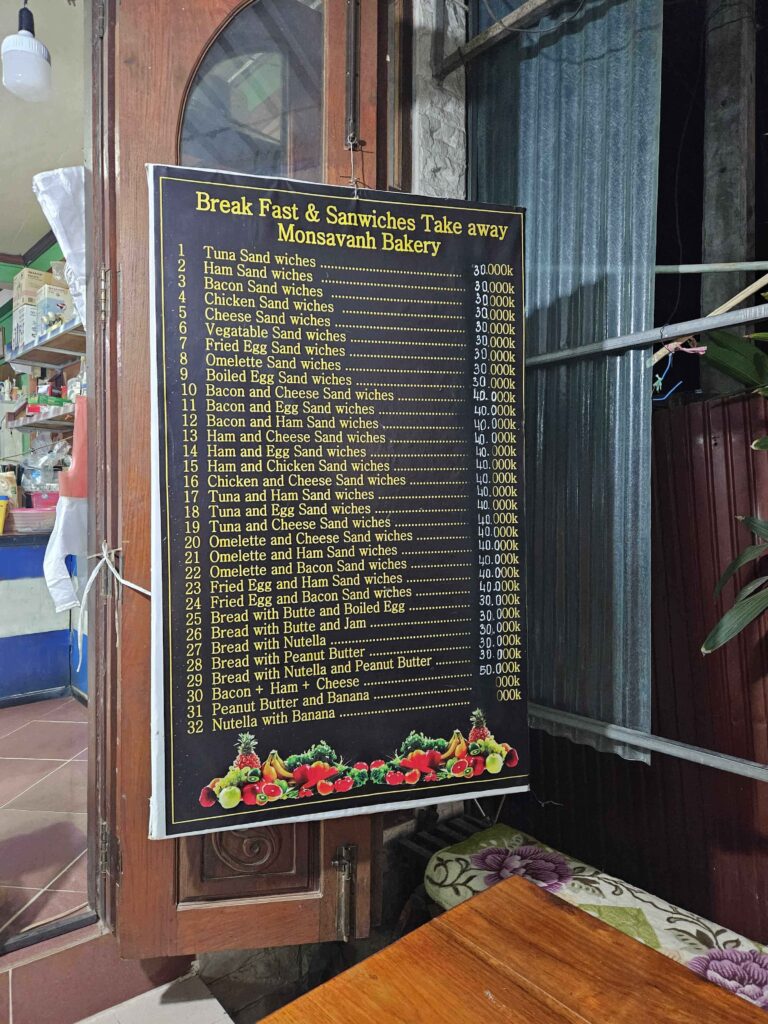 Break Fast & Sanwiches Take away
Monsavanh Bakery
1 Tuna Sand wiches ........ 30.000k
2 Ham Sand wiches ........ 30.000k
3 Bacon Sand wiches ........ 30.000k
4 Chicken Sand wiches ........ 30.000k
5 Cheese Sand wiches ........ 30.000k
6 Vegatable Sand wiches ........ 30.000k
7 Fried Egg Sand wiches ........ 30.000k
8 Omelette Sand wiches ........ 30.000k
9 Boiled Egg Sand wiches ........ 30.000k
10 Bacon and Cheese Sand wiches ........ 40.000k
11 Bacon and Egg Sand wiches ........ 40.000k
12 Bacon and Ham Sand wiches ........ 40.000k
13 Ham and Cheese Sand wiches ........ 40.000k
14 Ham and Egg Sand wiches ........ 40.000k
15 Ham and Chicken Sand wiches ........ 40.000k
16 Chicken and Cheese Sand wiches ........ 40.000k
17 Tuna and Ham Sand wiches ........ 40.000k
18 Tuna and Egg Sand wiches ........ 40.000k
19 Tuna and Cheese Sand wiches ........ 40.000k
20 Omelette and Cheese Sand wiches ........ 40.000k
21 Omelette and Ham Sand wiches ........ 40.000k
22 Omelette and Bacon Sand wiches ........ 40.000k
23 Fried Egg and Ham Sand wiches ........ 40.000k
24 Fried Egg and Bacon Sand wiches ........ 40.000k
25 Bread with Butte and Boiled Egg ........ 30.000k
26 Bread with Butte and Jam ........ 30.000k
27 Bread with Nutella ........ 30.000k
28 Bread with Peanut Butter ........ 30.000k
29 Bread with Nutella and Peanut Butter ........ 30.000k
30 Bacon + Ham + Cheese ........ 50.000k
31 Peanut Butter and Banana ........ 000k
32 Nutella with Banana ........ 000k